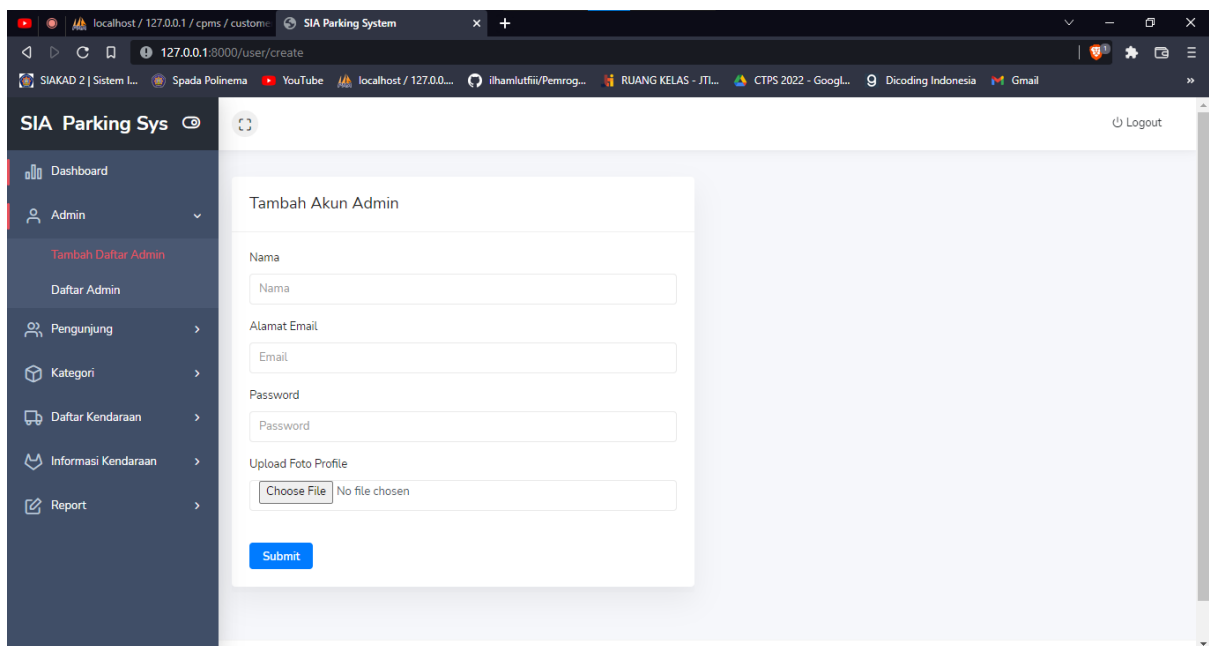 localhost / 127.0.0.1 / cpms / custome
SIA Parking System
127.0.0.1:8000/user/create
SIAKAD 2 | Sistem I...
Spada Polinema
YouTube
localhost / 127.0.0....
ilhamlutfiii/Pemrog...
RUANG KELAS - JTI...
CTPS 2022 - Googl...
Dicoding Indonesia
Gmail
SIA Parking Sys
Logout
Dashboard
Admin
Tambah Daftar Admin
Daftar Admin
Pengunjung
Kategori
Daftar Kendaraan
Informasi Kendaraan
Report
Tambah Akun Admin
Nama
Nama
Alamat Email
Email
Password
Password
Upload Foto Profile
Choose File No file chosen
Submit